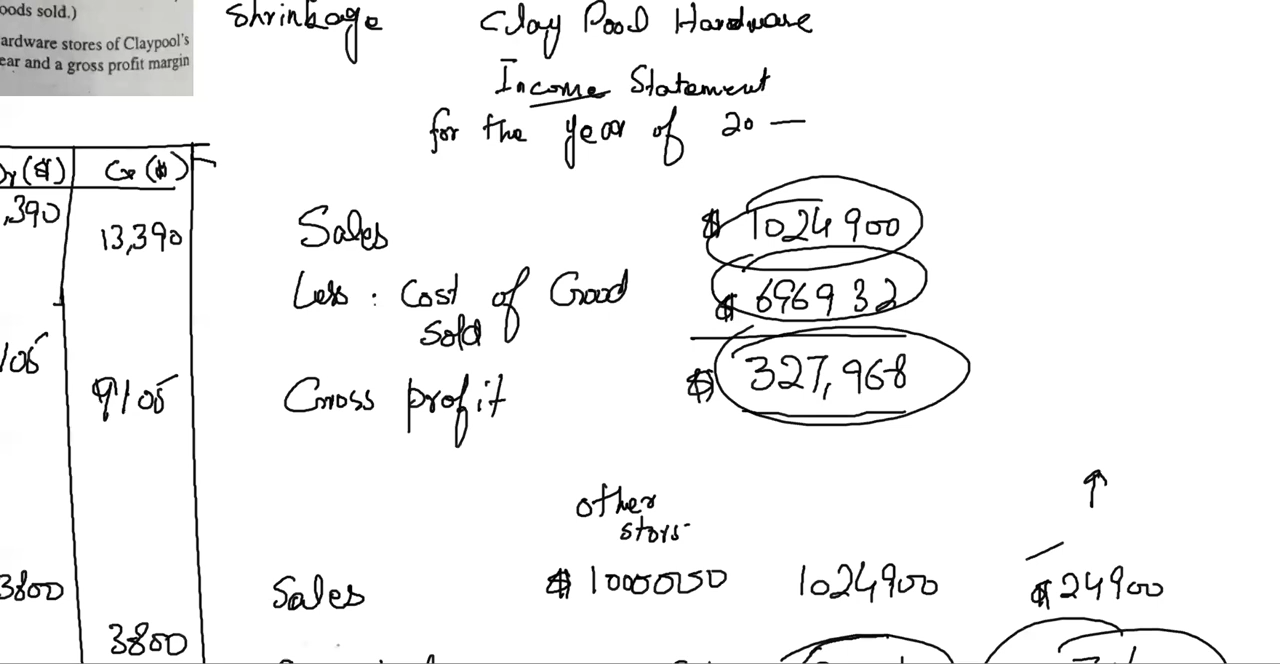 oods sold.)
ardware stores of Claypool's
ear and a gross profit margin
Shrinkage
Clay Pool Hardware
Income Statement
for the year of 20 —
Dr($) Cr ($)
,390
13,390
105
9105
3800
3800
Sales $ 1024900
Less : Cost of Good $ 696932
Sold
Gross profit $ 327,968
other
stors
Sales $ 1000000 1024900 $ 24900